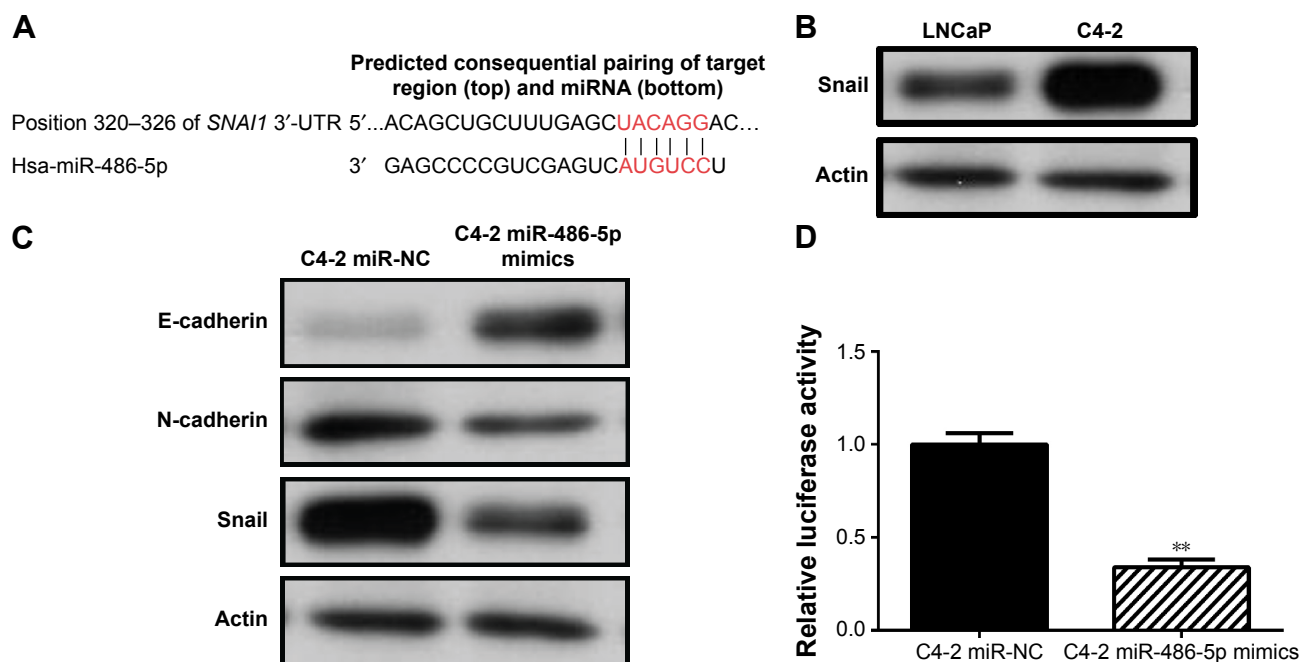 A
Predicted consequential pairing of target
region (top) and miRNA (bottom)
Position 320–326 of SNAI1 3′-UTR 5′...ACAGCUGCUUUGAGCUACAGGAC...
Hsa-miR-486-5p 3′ GAGCCCCGUCGAGUCAUGUCCU
B
LNCaP C4-2
Snail
Actin
C
C4-2 miR-NC C4-2 miR-486-5p
mimics
E-cadherin
N-cadherin
Snail
Actin
D
Relative luciferase activity
1.5
1.0
0.5
0.0
**
C4-2 miR-NC C4-2 miR-486-5p mimics